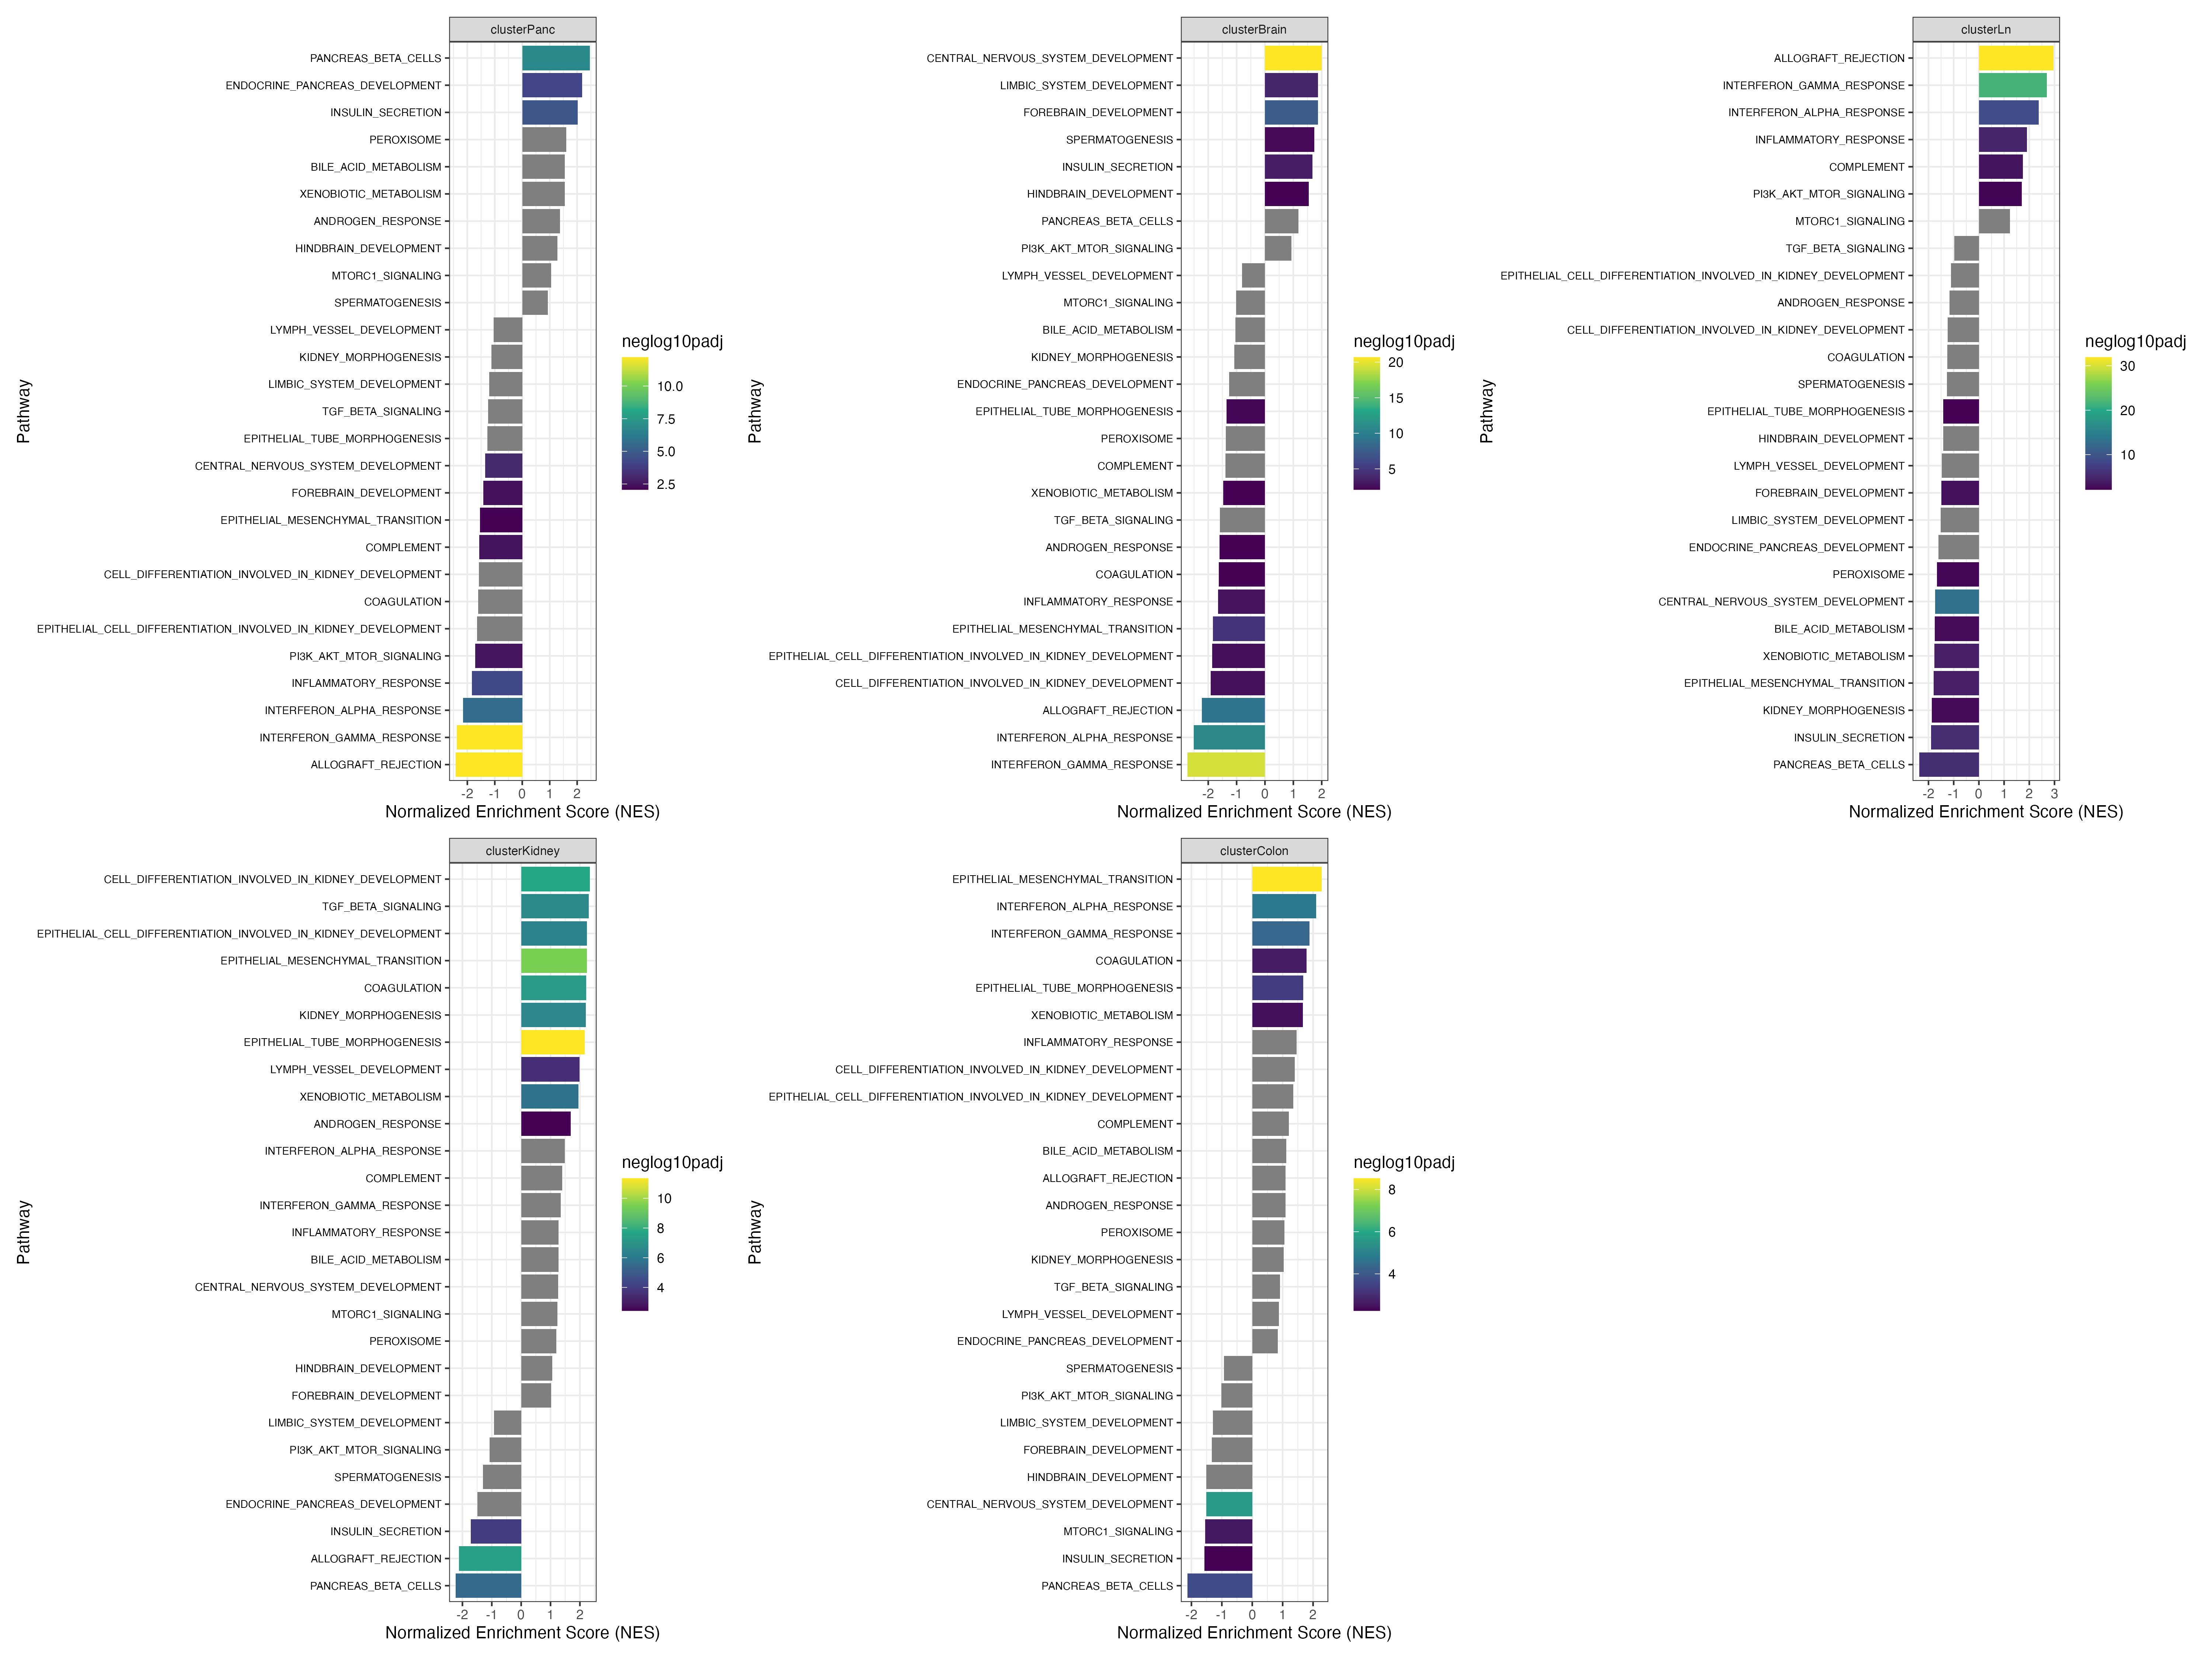 clusterPanc
PANCREAS_BETA_CELLS
ENDOCRINE_PANCREAS_DEVELOPMENT
INSULIN_SECRETION
PEROXISOME
BILE_ACID_METABOLISM
XENOBIOTIC_METABOLISM
ANDROGEN_RESPONSE
HINDBRAIN_DEVELOPMENT
MTORC1_SIGNALING
SPERMATOGENESIS
LYMPH_VESSEL_DEVELOPMENT
KIDNEY_MORPHOGENESIS
LIMBIC_SYSTEM_DEVELOPMENT
TGF_BETA_SIGNALING
EPITHELIAL_TUBE_MORPHOGENESIS
CENTRAL_NERVOUS_SYSTEM_DEVELOPMENT
FOREBRAIN_DEVELOPMENT
EPITHELIAL_MESENCHYMAL_TRANSITION
COMPLEMENT
CELL_DIFFERENTIATION_INVOLVED_IN_KIDNEY_DEVELOPMENT
COAGULATION
EPITHELIAL_CELL_DIFFERENTIATION_INVOLVED_IN_KIDNEY_DEVELOPMENT
PI3K_AKT_MTOR_SIGNALING
INFLAMMATORY_RESPONSE
INTERFERON_ALPHA_RESPONSE
INTERFERON_GAMMA_RESPONSE
ALLOGRAFT_REJECTION
-2 -1 0 1 2
Normalized Enrichment Score (NES)
Pathway
neglog10padj
10.0
7.5
5.0
2.5
clusterBrain
CENTRAL_NERVOUS_SYSTEM_DEVELOPMENT
LIMBIC_SYSTEM_DEVELOPMENT
FOREBRAIN_DEVELOPMENT
SPERMATOGENESIS
INSULIN_SECRETION
HINDBRAIN_DEVELOPMENT
PANCREAS_BETA_CELLS
PI3K_AKT_MTOR_SIGNALING
LYMPH_VESSEL_DEVELOPMENT
MTORC1_SIGNALING
BILE_ACID_METABOLISM
KIDNEY_MORPHOGENESIS
ENDOCRINE_PANCREAS_DEVELOPMENT
EPITHELIAL_TUBE_MORPHOGENESIS
PEROXISOME
COMPLEMENT
XENOBIOTIC_METABOLISM
TGF_BETA_SIGNALING
ANDROGEN_RESPONSE
COAGULATION
INFLAMMATORY_RESPONSE
EPITHELIAL_MESENCHYMAL_TRANSITION
EPITHELIAL_CELL_DIFFERENTIATION_INVOLVED_IN_KIDNEY_DEVELOPMENT
CELL_DIFFERENTIATION_INVOLVED_IN_KIDNEY_DEVELOPMENT
ALLOGRAFT_REJECTION
INTERFERON_ALPHA_RESPONSE
INTERFERON_GAMMA_RESPONSE
-2 -1 0 1 2
Normalized Enrichment Score (NES)
Pathway
neglog10padj
20
15
10
5
clusterLn
ALLOGRAFT_REJECTION
INTERFERON_GAMMA_RESPONSE
INTERFERON_ALPHA_RESPONSE
INFLAMMATORY_RESPONSE
COMPLEMENT
PI3K_AKT_MTOR_SIGNALING
MTORC1_SIGNALING
TGF_BETA_SIGNALING
EPITHELIAL_CELL_DIFFERENTIATION_INVOLVED_IN_KIDNEY_DEVELOPMENT
ANDROGEN_RESPONSE
CELL_DIFFERENTIATION_INVOLVED_IN_KIDNEY_DEVELOPMENT
COAGULATION
SPERMATOGENESIS
EPITHELIAL_TUBE_MORPHOGENESIS
HINDBRAIN_DEVELOPMENT
LYMPH_VESSEL_DEVELOPMENT
FOREBRAIN_DEVELOPMENT
LIMBIC_SYSTEM_DEVELOPMENT
ENDOCRINE_PANCREAS_DEVELOPMENT
PEROXISOME
CENTRAL_NERVOUS_SYSTEM_DEVELOPMENT
BILE_ACID_METABOLISM
XENOBIOTIC_METABOLISM
EPITHELIAL_MESENCHYMAL_TRANSITION
KIDNEY_MORPHOGENESIS
INSULIN_SECRETION
PANCREAS_BETA_CELLS
-2 -1 0 1 2 3
Normalized Enrichment Score (NES)
Pathway
neglog10padj
30
20
10
clusterKidney
CELL_DIFFERENTIATION_INVOLVED_IN_KIDNEY_DEVELOPMENT
TGF_BETA_SIGNALING
EPITHELIAL_CELL_DIFFERENTIATION_INVOLVED_IN_KIDNEY_DEVELOPMENT
EPITHELIAL_MESENCHYMAL_TRANSITION
COAGULATION
KIDNEY_MORPHOGENESIS
EPITHELIAL_TUBE_MORPHOGENESIS
LYMPH_VESSEL_DEVELOPMENT
XENOBIOTIC_METABOLISM
ANDROGEN_RESPONSE
INTERFERON_ALPHA_RESPONSE
COMPLEMENT
INTERFERON_GAMMA_RESPONSE
INFLAMMATORY_RESPONSE
BILE_ACID_METABOLISM
CENTRAL_NERVOUS_SYSTEM_DEVELOPMENT
MTORC1_SIGNALING
PEROXISOME
HINDBRAIN_DEVELOPMENT
FOREBRAIN_DEVELOPMENT
LIMBIC_SYSTEM_DEVELOPMENT
PI3K_AKT_MTOR_SIGNALING
SPERMATOGENESIS
ENDOCRINE_PANCREAS_DEVELOPMENT
INSULIN_SECRETION
ALLOGRAFT_REJECTION
PANCREAS_BETA_CELLS
-2 -1 0 1 2
Normalized Enrichment Score (NES)
Pathway
neglog10padj
10
8
6
4
clusterColon
EPITHELIAL_MESENCHYMAL_TRANSITION
INTERFERON_ALPHA_RESPONSE
INTERFERON_GAMMA_RESPONSE
COAGULATION
EPITHELIAL_TUBE_MORPHOGENESIS
XENOBIOTIC_METABOLISM
INFLAMMATORY_RESPONSE
CELL_DIFFERENTIATION_INVOLVED_IN_KIDNEY_DEVELOPMENT
EPITHELIAL_CELL_DIFFERENTIATION_INVOLVED_IN_KIDNEY_DEVELOPMENT
COMPLEMENT
BILE_ACID_METABOLISM
ALLOGRAFT_REJECTION
ANDROGEN_RESPONSE
PEROXISOME
KIDNEY_MORPHOGENESIS
TGF_BETA_SIGNALING
LYMPH_VESSEL_DEVELOPMENT
ENDOCRINE_PANCREAS_DEVELOPMENT
SPERMATOGENESIS
PI3K_AKT_MTOR_SIGNALING
LIMBIC_SYSTEM_DEVELOPMENT
FOREBRAIN_DEVELOPMENT
HINDBRAIN_DEVELOPMENT
CENTRAL_NERVOUS_SYSTEM_DEVELOPMENT
MTORC1_SIGNALING
INSULIN_SECRETION
PANCREAS_BETA_CELLS
-2 -1 0 1 2
Normalized Enrichment Score (NES)
Pathway
neglog10padj
8
6
4